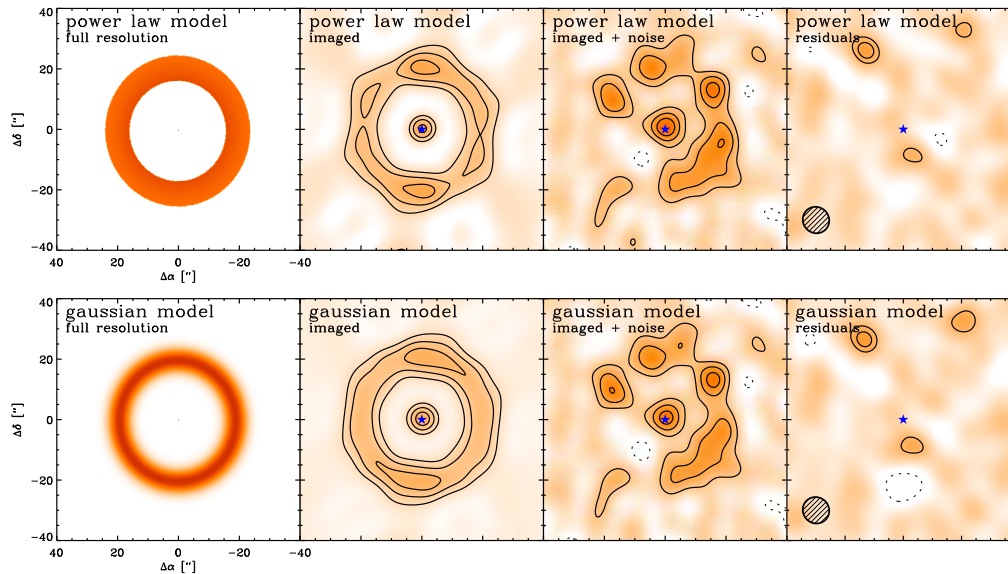 power law model
full resolution
power law model
imaged
power law model
imaged + noise
power law model
residuals
40
20
0
-20
-40
Δδ ["]
40 20 0 -20 -40
Δα ["]
gaussian model
full resolution
gaussian model
imaged
gaussian model
imaged + noise
gaussian model
residuals
40
20
0
-20
-40
Δδ ["]
40 20 0 -20 -40
Δα ["]